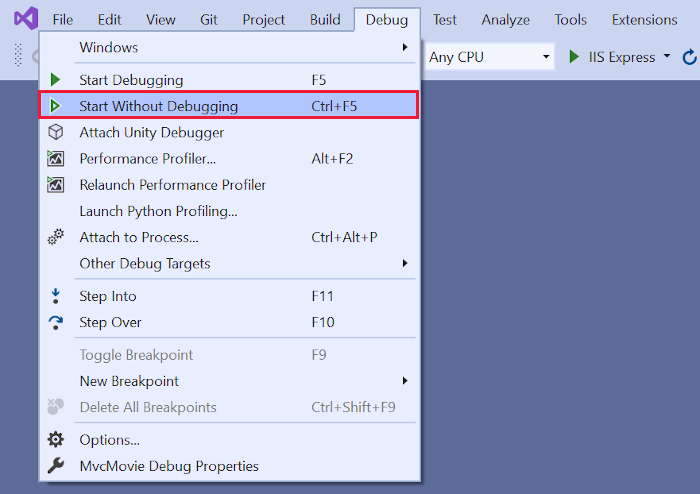 File Edit View Git Project Build Debug Test Analyze Tools Extensions
Any CPU IIS Express
Windows
Start Debugging F5
Start Without Debugging Ctrl+F5
Attach Unity Debugger
Performance Profiler... Alt+F2
Relaunch Performance Profiler
Launch Python Profiling...
Attach to Process... Ctrl+Alt+P
Other Debug Targets
Step Into F11
Step Over F10
Toggle Breakpoint F9
New Breakpoint
Delete All Breakpoints Ctrl+Shift+F9
Options...
MvcMovie Debug Properties